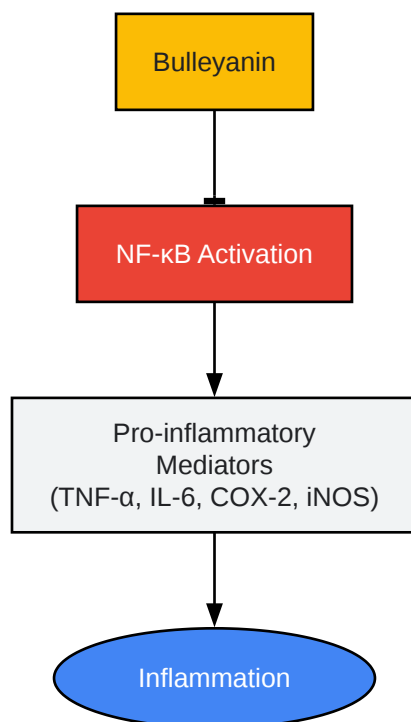 Bulleyanin
NF-κB Activation
Pro-inflammatory
Mediators
(TNF-α, IL-6, COX-2, iNOS)
Inflammation